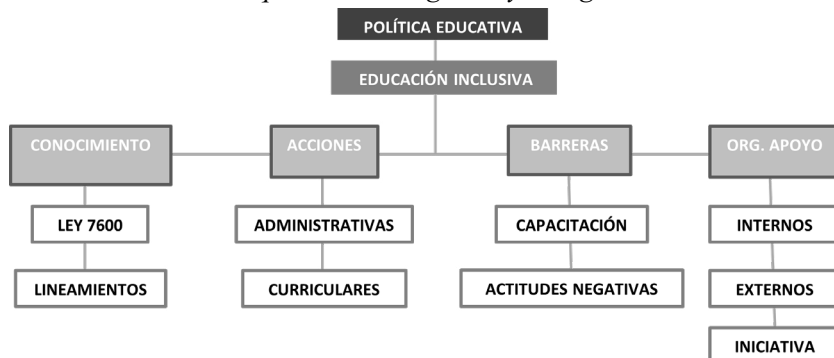 POLÍTICA EDUCATIVA
EDUCACIÓN INCLUSIVA
CONOCIMIENTO
ACCIONES
BARRERAS
ORG. APOYO
LEY 7600
ADMINISTRATIVAS
CAPACITACIÓN
INTERNOS
LINEAMIENTOS
CURRICULARES
ACTITUDES NEGATIVAS
EXTERNOS
INICIATIVA